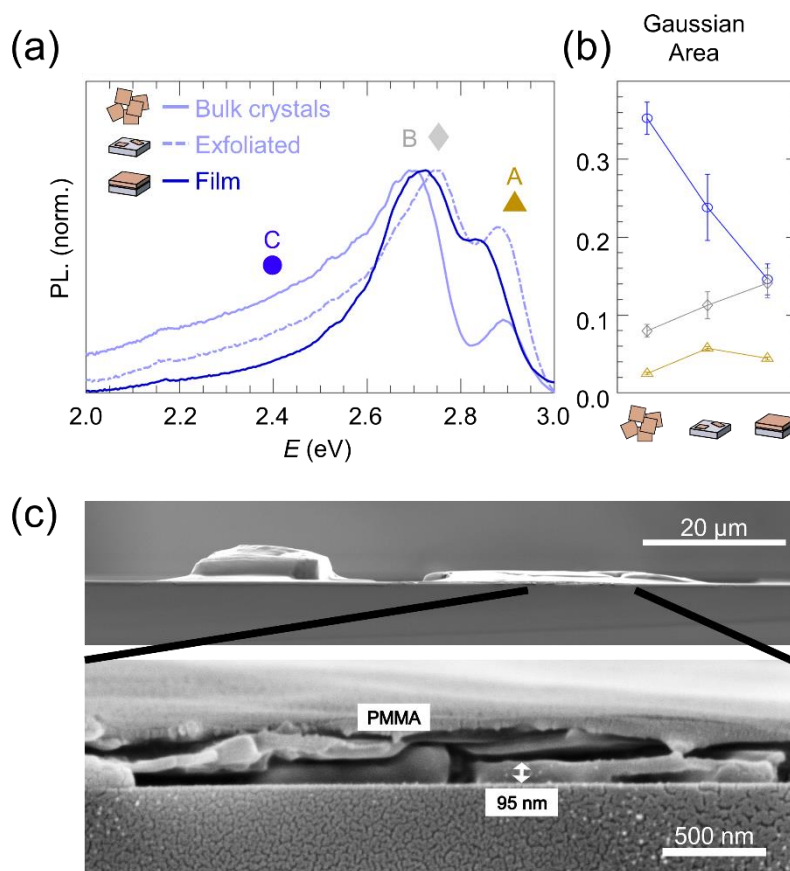 (a)
Bulk crystals
Exfoliated
Film
B
A
C
PL. (norm.)
2.0 2.2 2.4 2.6 2.8 3.0
E (eV)
(b)
Gaussian
Area
0.3
0.2
0.1
0.0
(c)
20 µm
PMMA
95 nm
500 nm